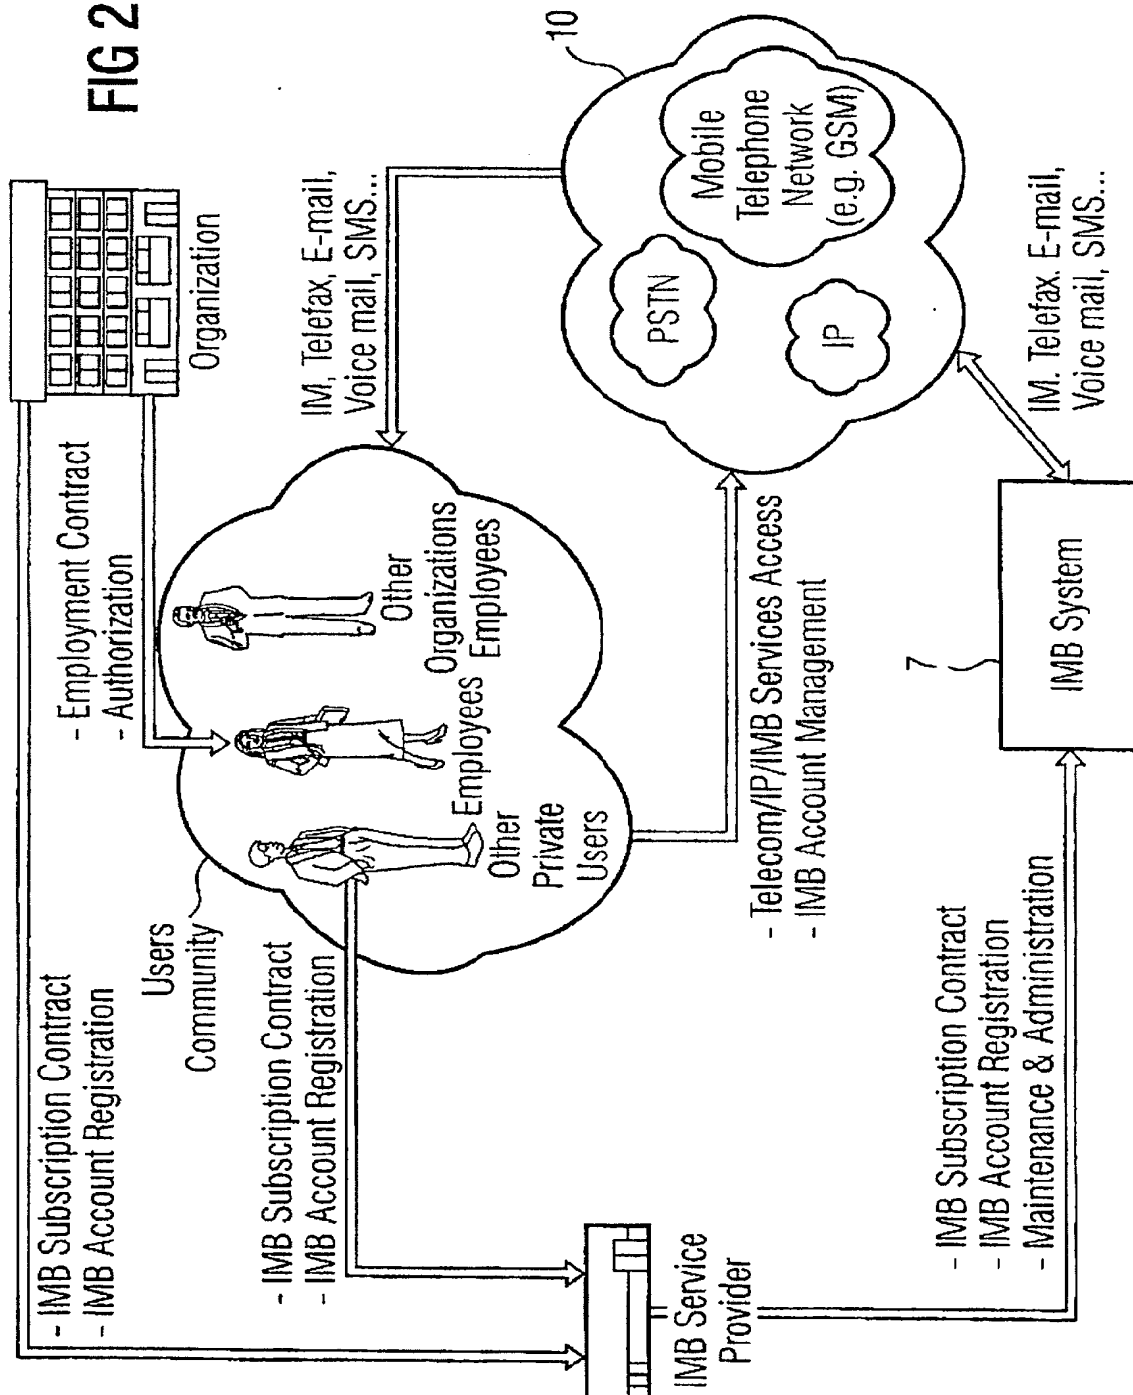 FIG 2
- IMB Subscription Contract
- IMB Account Registration
- Employment Contract
- Authorization
Organization
Users
Community
- IMB Subscription Contract
- IMB Account Registration
Other
Private
Users
Employees
Other
Organizations
Employees
IM, Telefax, E-mail,
Voice mail, SMS...
10
PSTN
IP
Mobile
Telephone
Network
(e.g. GSM)
- Telecom/IP/IMB Services Access
- IMB Account Management
IMB Service
Provider
- IMB Subscription Contract
- IMB Account Registration
- Maintenance & Administration
7
IMB System
IM. Telefax. E-mail,
Voice mail, SMS...